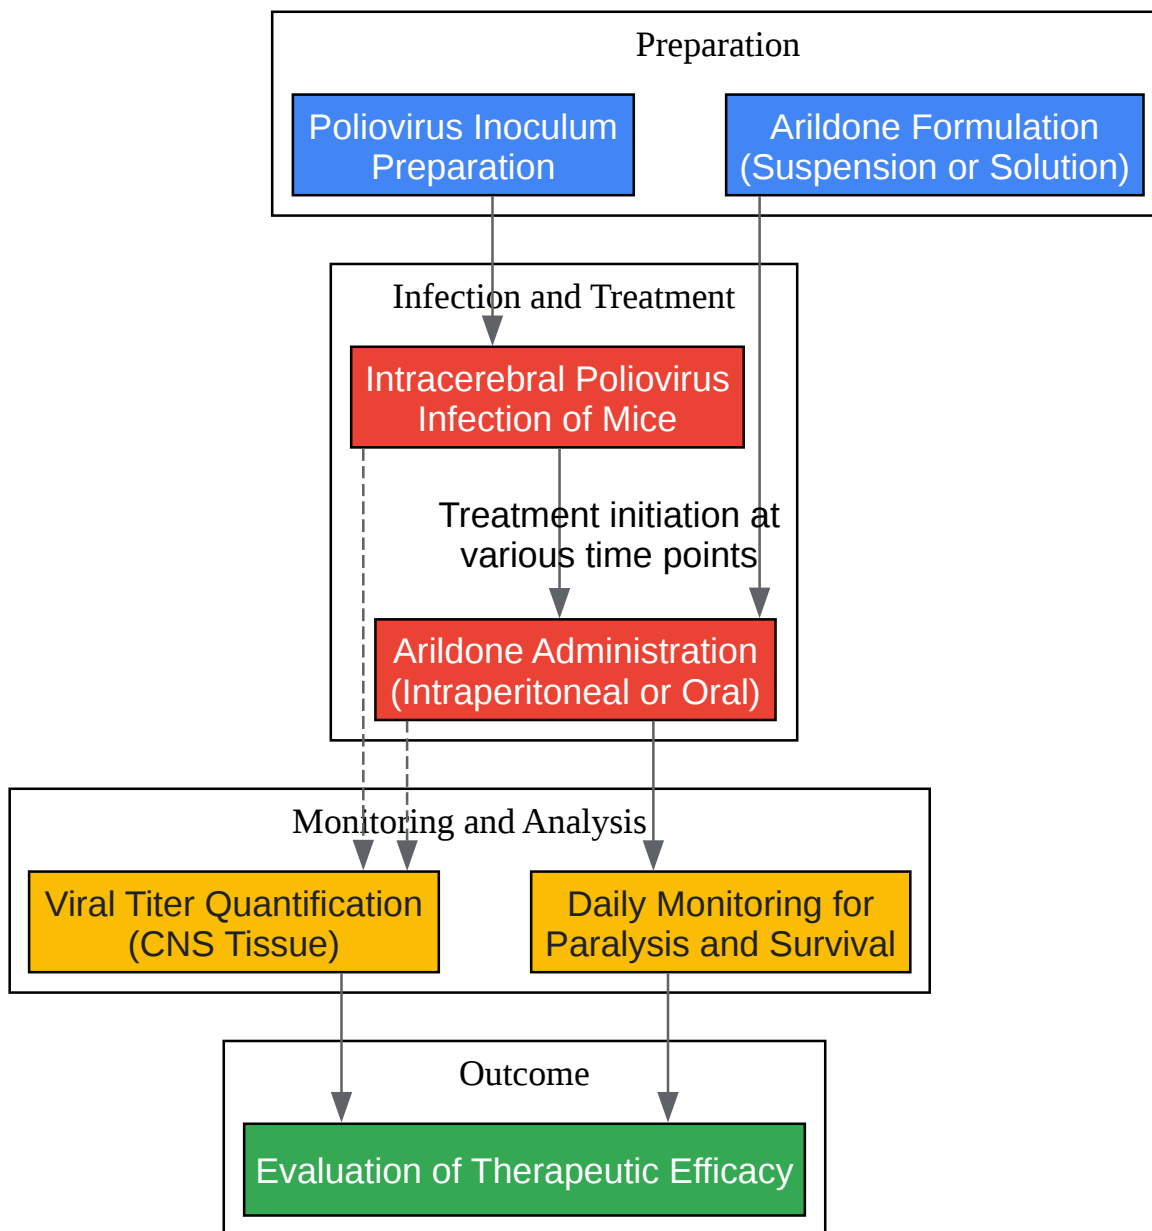 Preparation
Poliovirus Inoculum
Preparation
Arildone Formulation
(Suspension or Solution)
Infection and Treatment
Intracerebral Poliovirus
Infection of Mice
Treatment initiation at
various time points
Arildone Administration
(Intraperitoneal or Oral)
Monitoring and Analysis
Viral Titer Quantification
(CNS Tissue)
Daily Monitoring for
Paralysis and Survival
Outcome
Evaluation of Therapeutic Efficacy